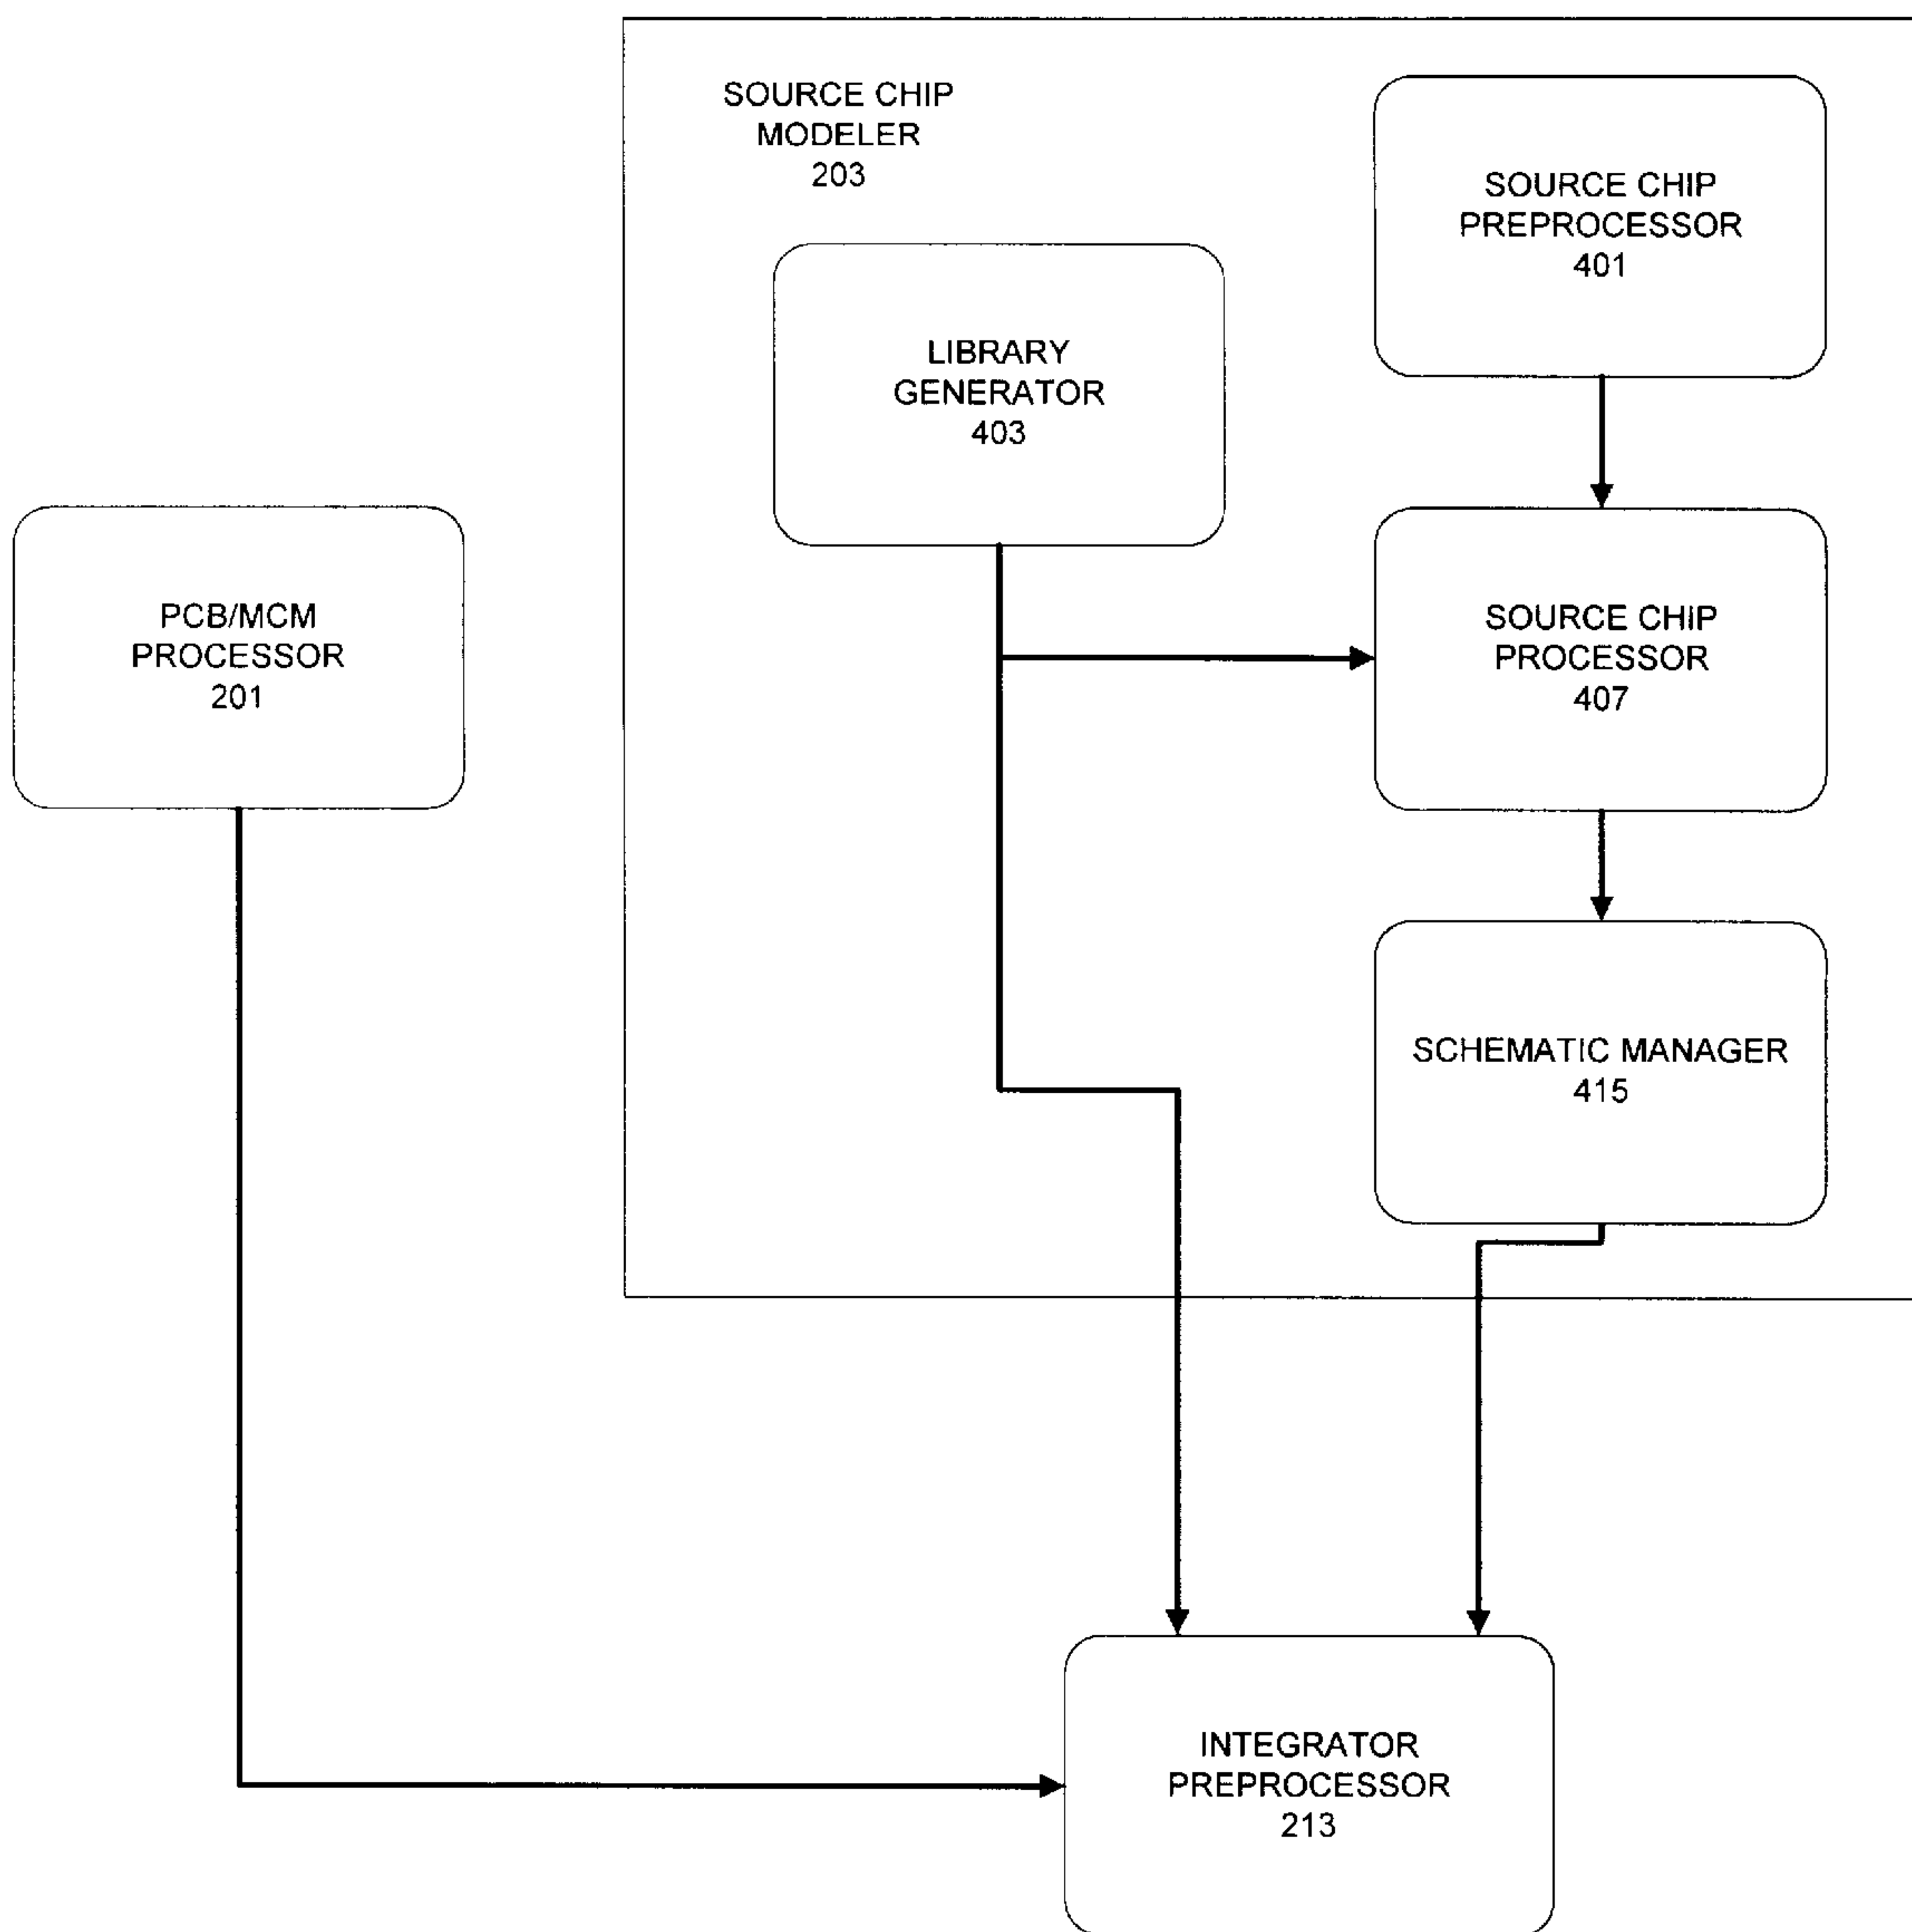 SOURCE CHIP
MODELER
203
SOURCE CHIP
PREPROCESSOR
401
LIBRARY
GENERATOR
403
PCB/MCM
PROCESSOR
201
SOURCE CHIP
PROCESSOR
407
SCHEMATIC MANAGER
415
INTEGRATOR
PREPROCESSOR
213